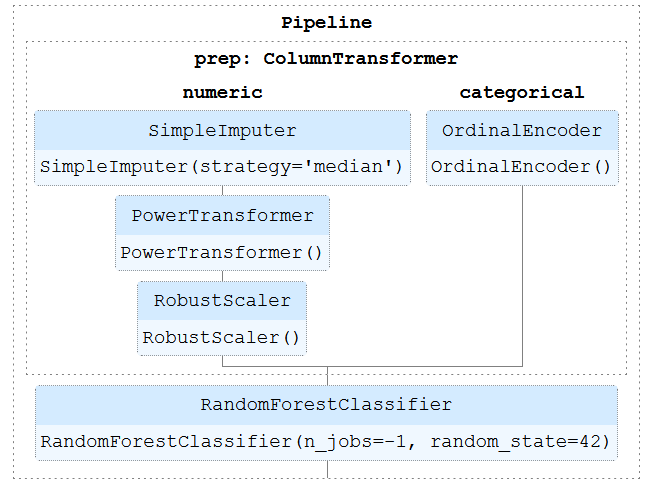 Pipeline
prep: ColumnTransformer
numeric
categorical
SimpleImputer
SimpleImputer(strategy='median')
OrdinalEncoder
OrdinalEncoder()
PowerTransformer
PowerTransformer()
RobustScaler
RobustScaler()
RandomForestClassifier
RandomForestClassifier(n_jobs=-1, random_state=42)